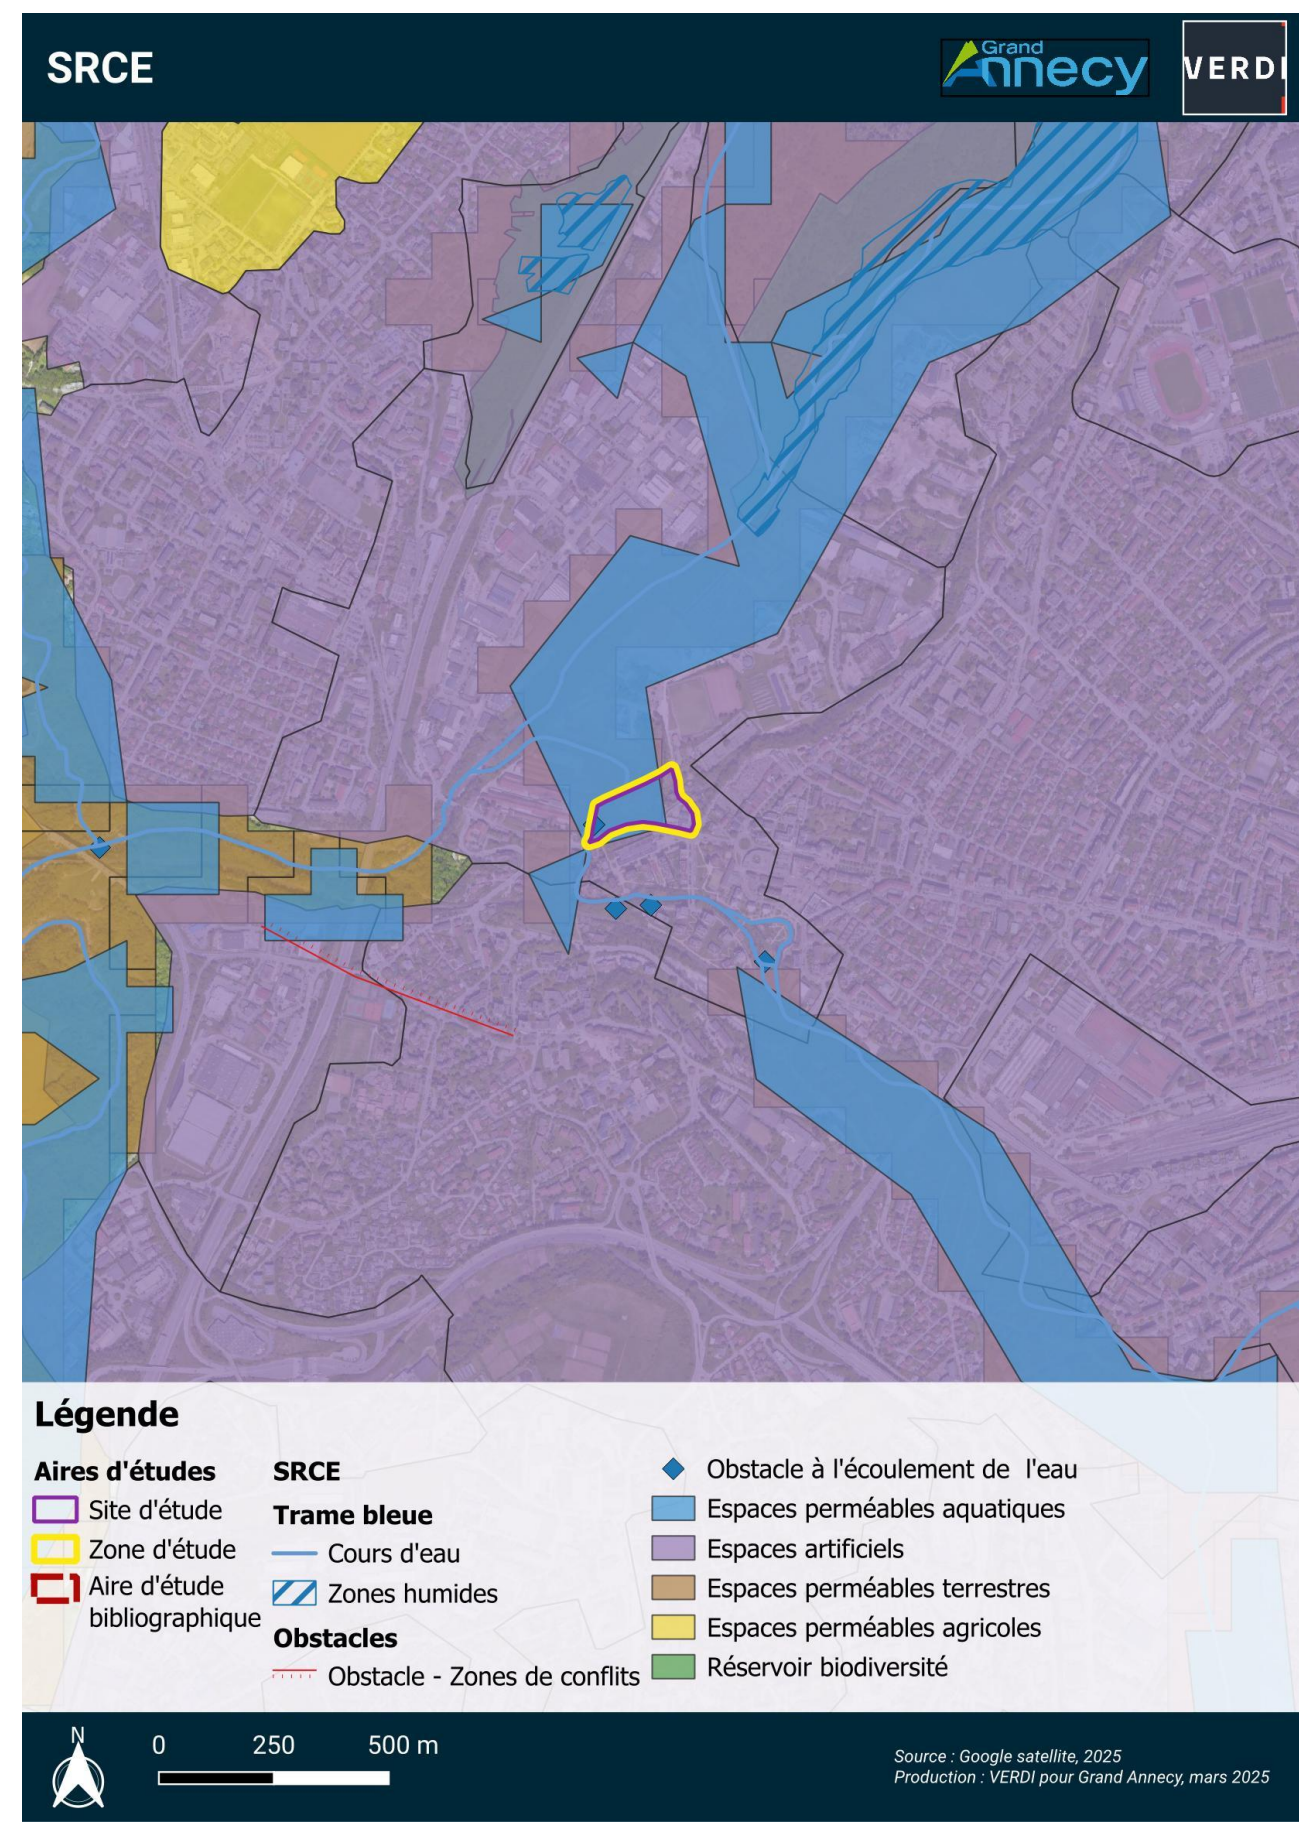 SRCE
Grand
Annecy
VERDI
Légende
Aires d'études
Site d'étude
Zone d'étude
Aire d'étude
bibliographique
SRCE
Trame bleue
Cours d'eau
Zones humides
Obstacles
Obstacle - Zones de conflits
Obstacle à l'écoulement de l'eau
Espaces perméables aquatiques
Espaces artificiels
Espaces perméables terrestres
Espaces perméables agricoles
Réservoir biodiversité
N
0 250 500 m
Source : Google satellite, 2025
Production : VERDI pour Grand Annecy, mars 2025